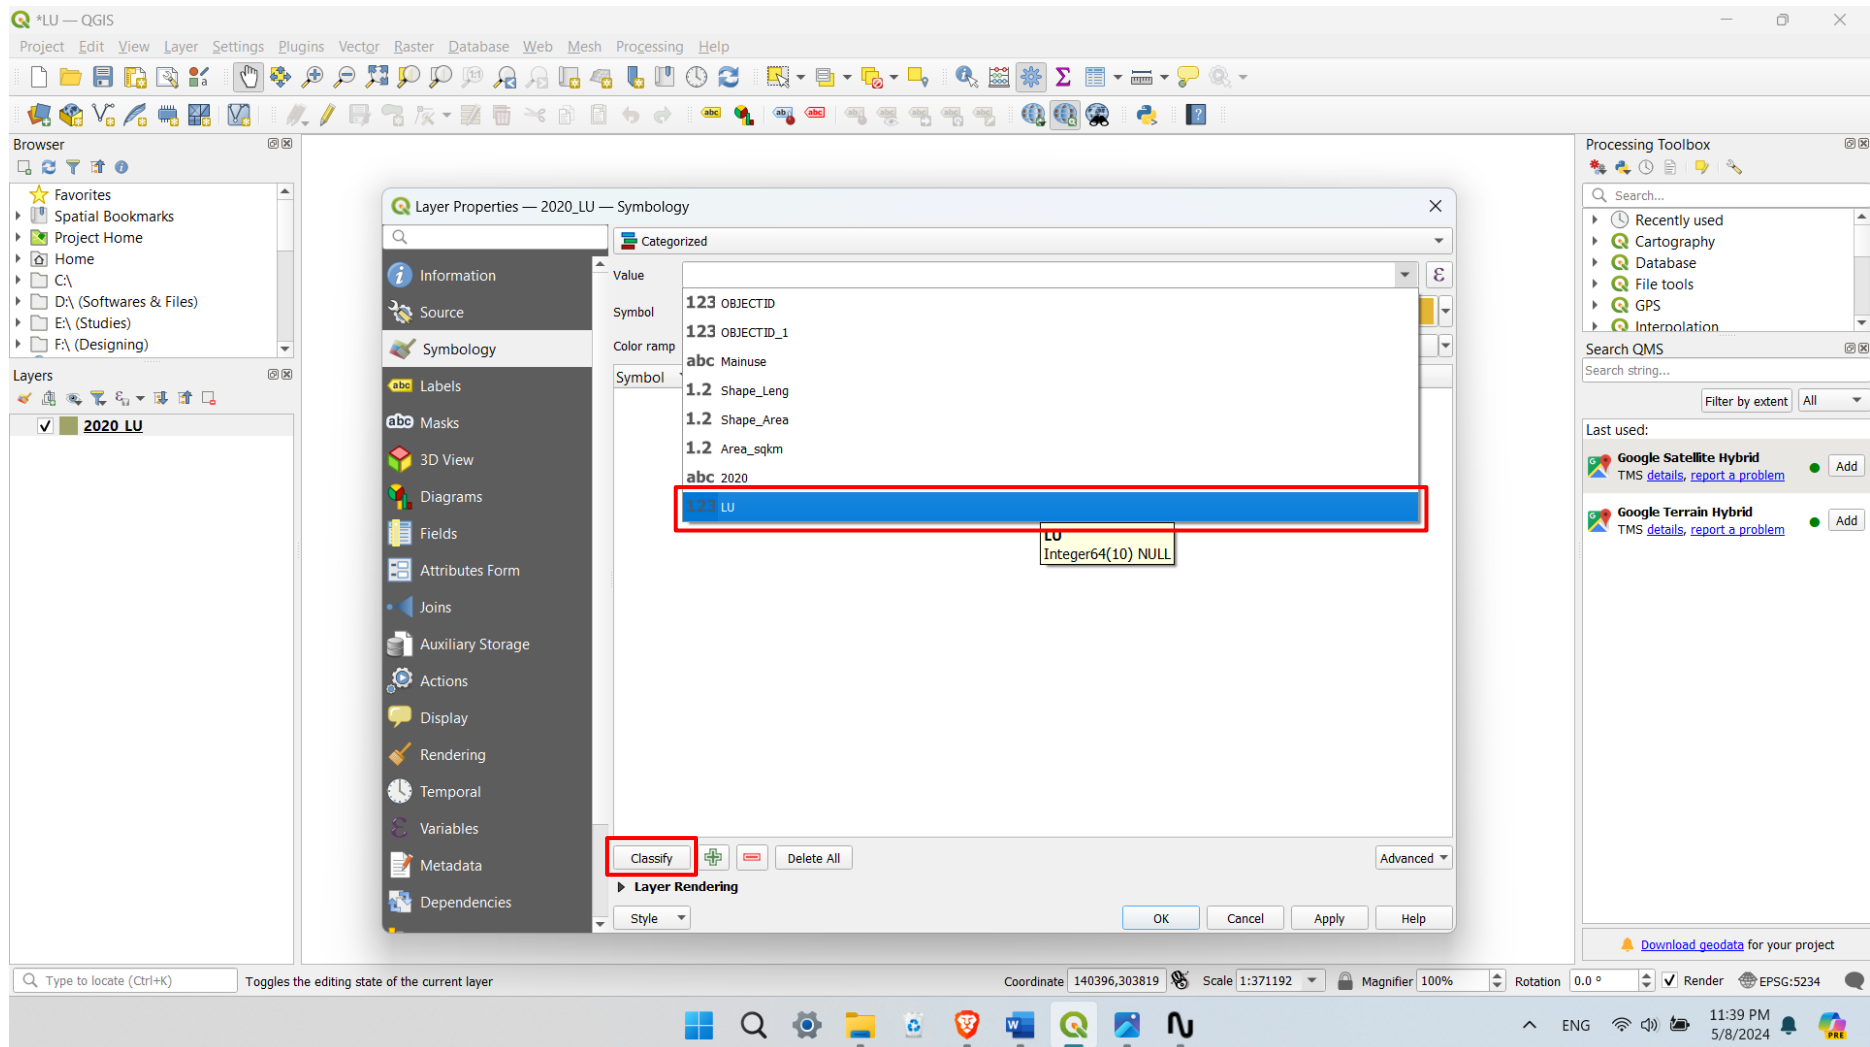 *LU — QGIS
Project Edit View Layer Settings Plugins Vector Raster Database Web Mesh Processing Help
Browser
Favorites
Spatial Bookmarks
Project Home
Home
C:\
D:\ (Softwares & Files)
E:\ (Studies)
F:\ (Designing)
Layers
2020_LU
Layer Properties — 2020_LU — Symbology
Information
Source
Symbology
Labels
Masks
3D View
Diagrams
Fields
Attributes Form
Joins
Auxiliary Storage
Actions
Display
Rendering
Temporal
Variables
Metadata
Dependencies
Categorized
Value
Symbol
Color ramp
Symbol
123 OBJECTID
123 OBJECTID_1
abc Mainuse
1.2 Shape_Leng
1.2 Shape_Area
1.2 Area_sqkm
abc 2020
123 LU
LU
Integer64(10) NULL
Classify Delete All Advanced
Layer Rendering
Style OK Cancel Apply Help
Processing Toolbox
Search...
Recently used
Cartography
Database
File tools
GPS
Interpolation
Search QMS
Search string...
Filter by extent All
Last used:
Google Satellite Hybrid
TMS details, report a problem Add
Google Terrain Hybrid
TMS details, report a problem Add
Download geodata for your project
Type to locate (Ctrl+K) Toggles the editing state of the current layer Coordinate 140396,303819 Scale 1:371192 Magnifier 100% Rotation 0.0 ° Render EPSG:5234
ENG 11:39 PM
5/8/2024
PRE